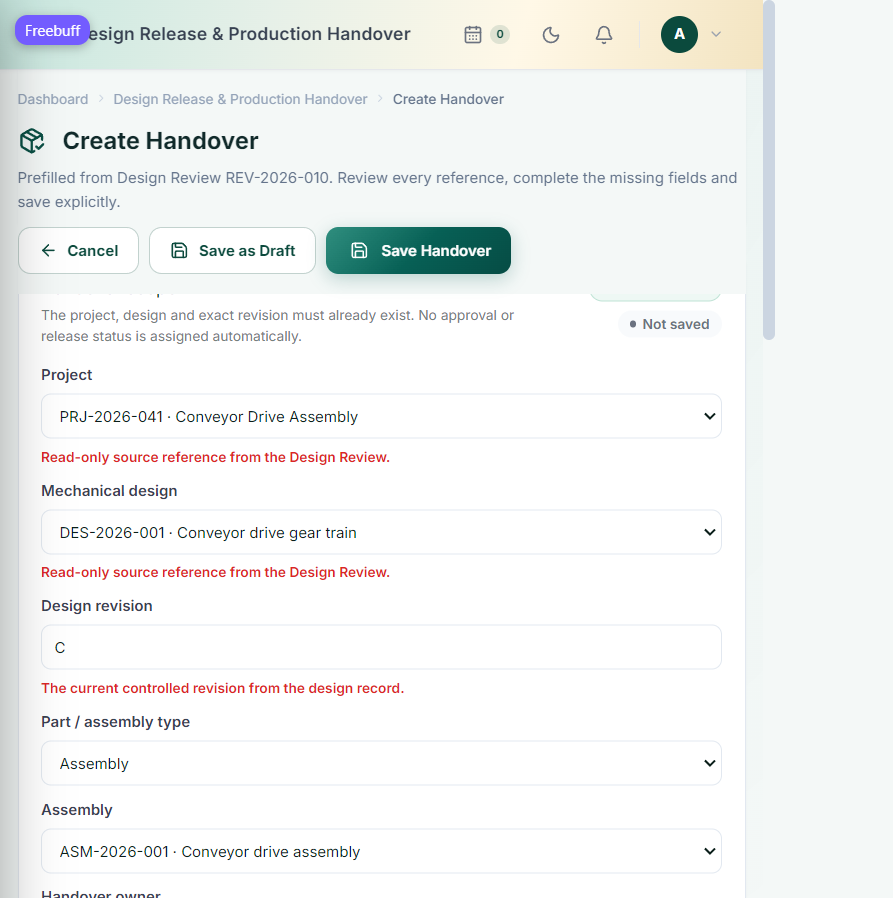 Freebuff
esign Release & Production Handover
0
A
Dashboard > Design Release & Production Handover > Create Handover
Create Handover
Prefilled from Design Review REV-2026-010. Review every reference, complete the missing fields and
save explicitly.
Cancel
Save as Draft
Save Handover
The project, design and exact revision must already exist. No approval or
release status is assigned automatically.
Not saved
Project
PRJ-2026-041 · Conveyor Drive Assembly
Read-only source reference from the Design Review.
Mechanical design
DES-2026-001 · Conveyor drive gear train
Read-only source reference from the Design Review.
Design revision
C
The current controlled revision from the design record.
Part / assembly type
Assembly
Assembly
ASM-2026-001 · Conveyor drive assembly
Handover owner